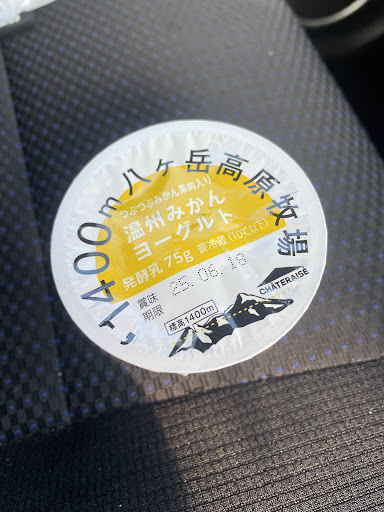 1400m八ヶ岳高原牧場
つぶつぶみかん果肉入り
温州みかん
ヨーグルト
発酵乳 75g 要冷蔵(10℃以下)
賞味
期限
25.06.18
標高1400m
CHATERAISE